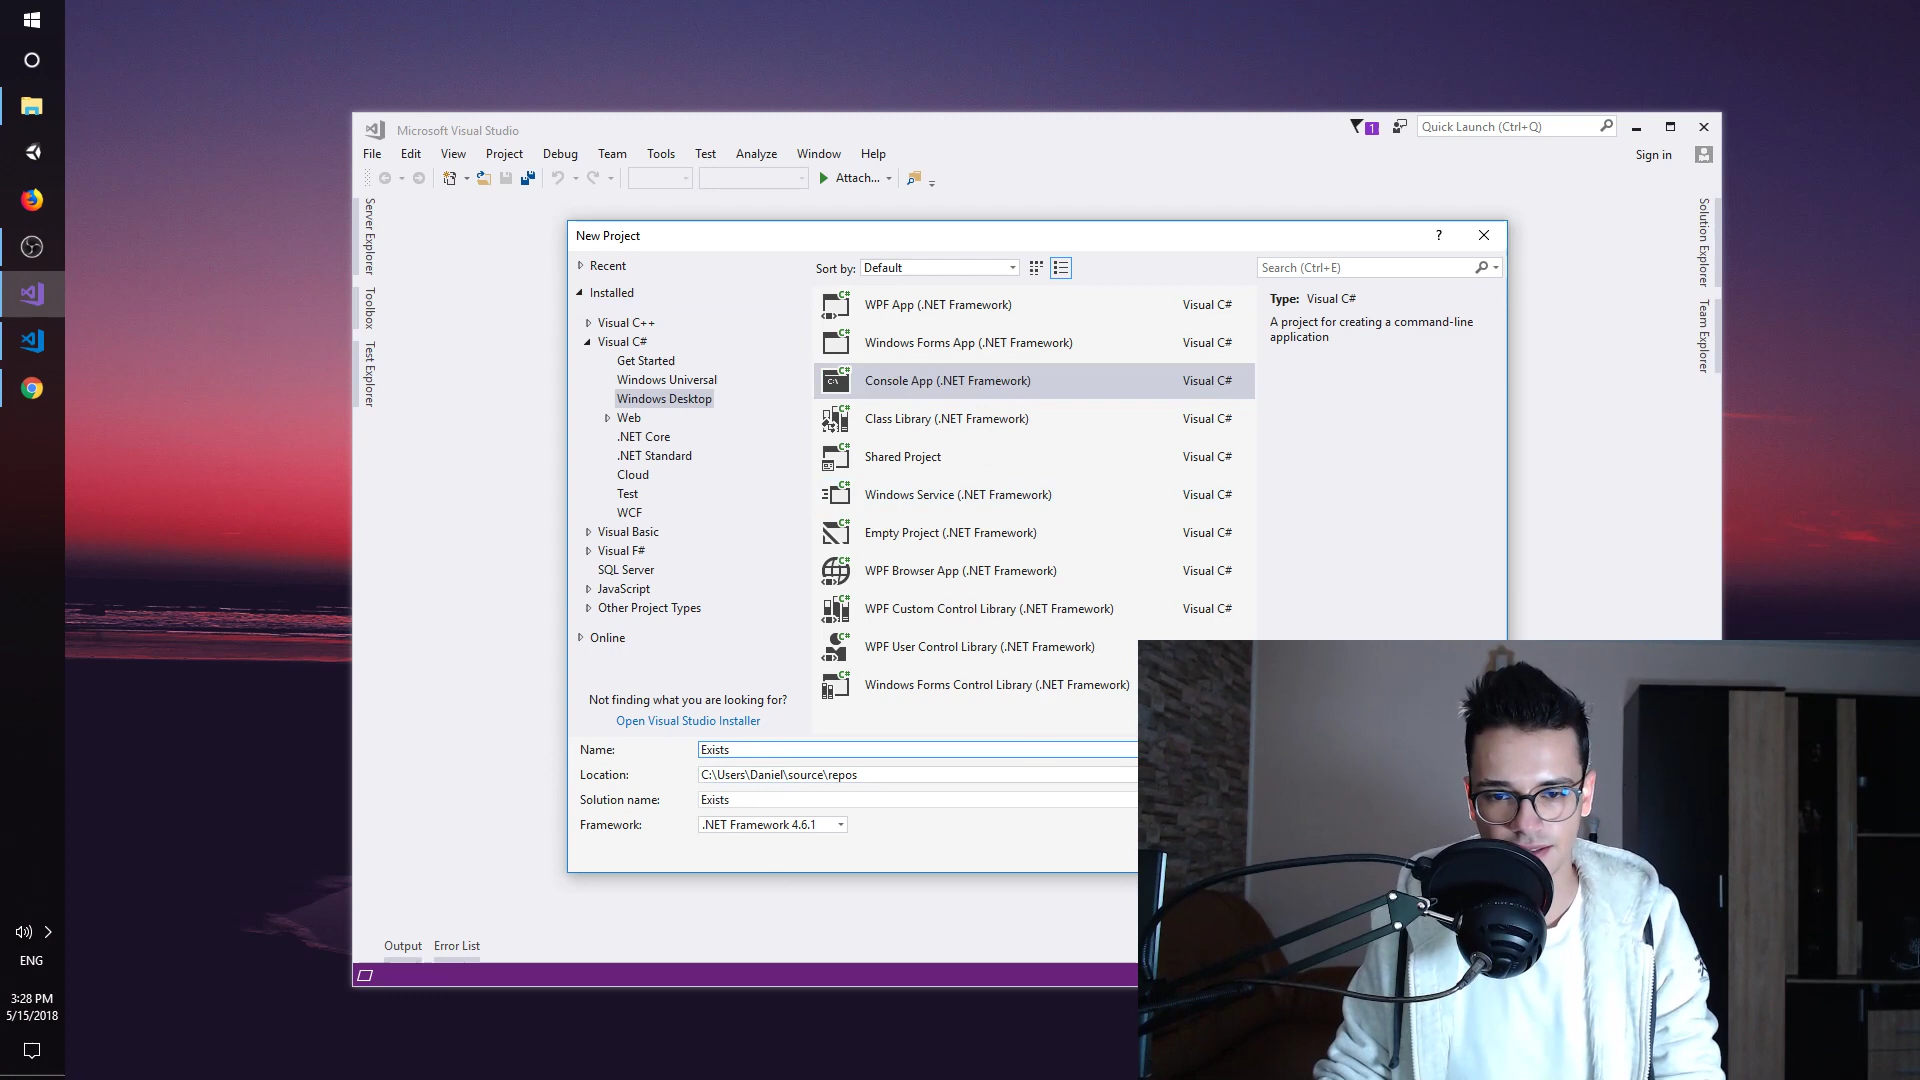 Microsoft Visual Studio
1
Quick Launch (Ctrl+Q)
File Edit View Project Debug Team Tools Test Analyze Window Help
Sign in
Attach...
Server Explorer
Toolbox
Test Explorer
Solution Explorer
Team Explorer
New Project
?
Recent
Installed
Visual C++
Visual C#
Get Started
Windows Universal
Windows Desktop
Web
.NET Core
.NET Standard
Cloud
Test
WCF
Visual Basic
Visual F#
SQL Server
JavaScript
Other Project Types
Online
Not finding what you are looking for?
Open Visual Studio Installer
Sort by: Default
WPF App (.NET Framework) Visual C#
Windows Forms App (.NET Framework) Visual C#
Console App (.NET Framework) Visual C#
Class Library (.NET Framework) Visual C#
Shared Project Visual C#
Windows Service (.NET Framework) Visual C#
Empty Project (.NET Framework) Visual C#
WPF Browser App (.NET Framework) Visual C#
WPF Custom Control Library (.NET Framework) Visual C#
WPF User Control Library (.NET Framework)
Windows Forms Control Library (.NET Framework)
Search (Ctrl+E)
Type: Visual C#
A project for creating a command-line
application
Name: Exists
Location: C:\Users\Daniel\source\repos
Solution name: Exists
Framework: .NET Framework 4.6.1
Output Error List
ENG
3:28 PM
5/15/2018